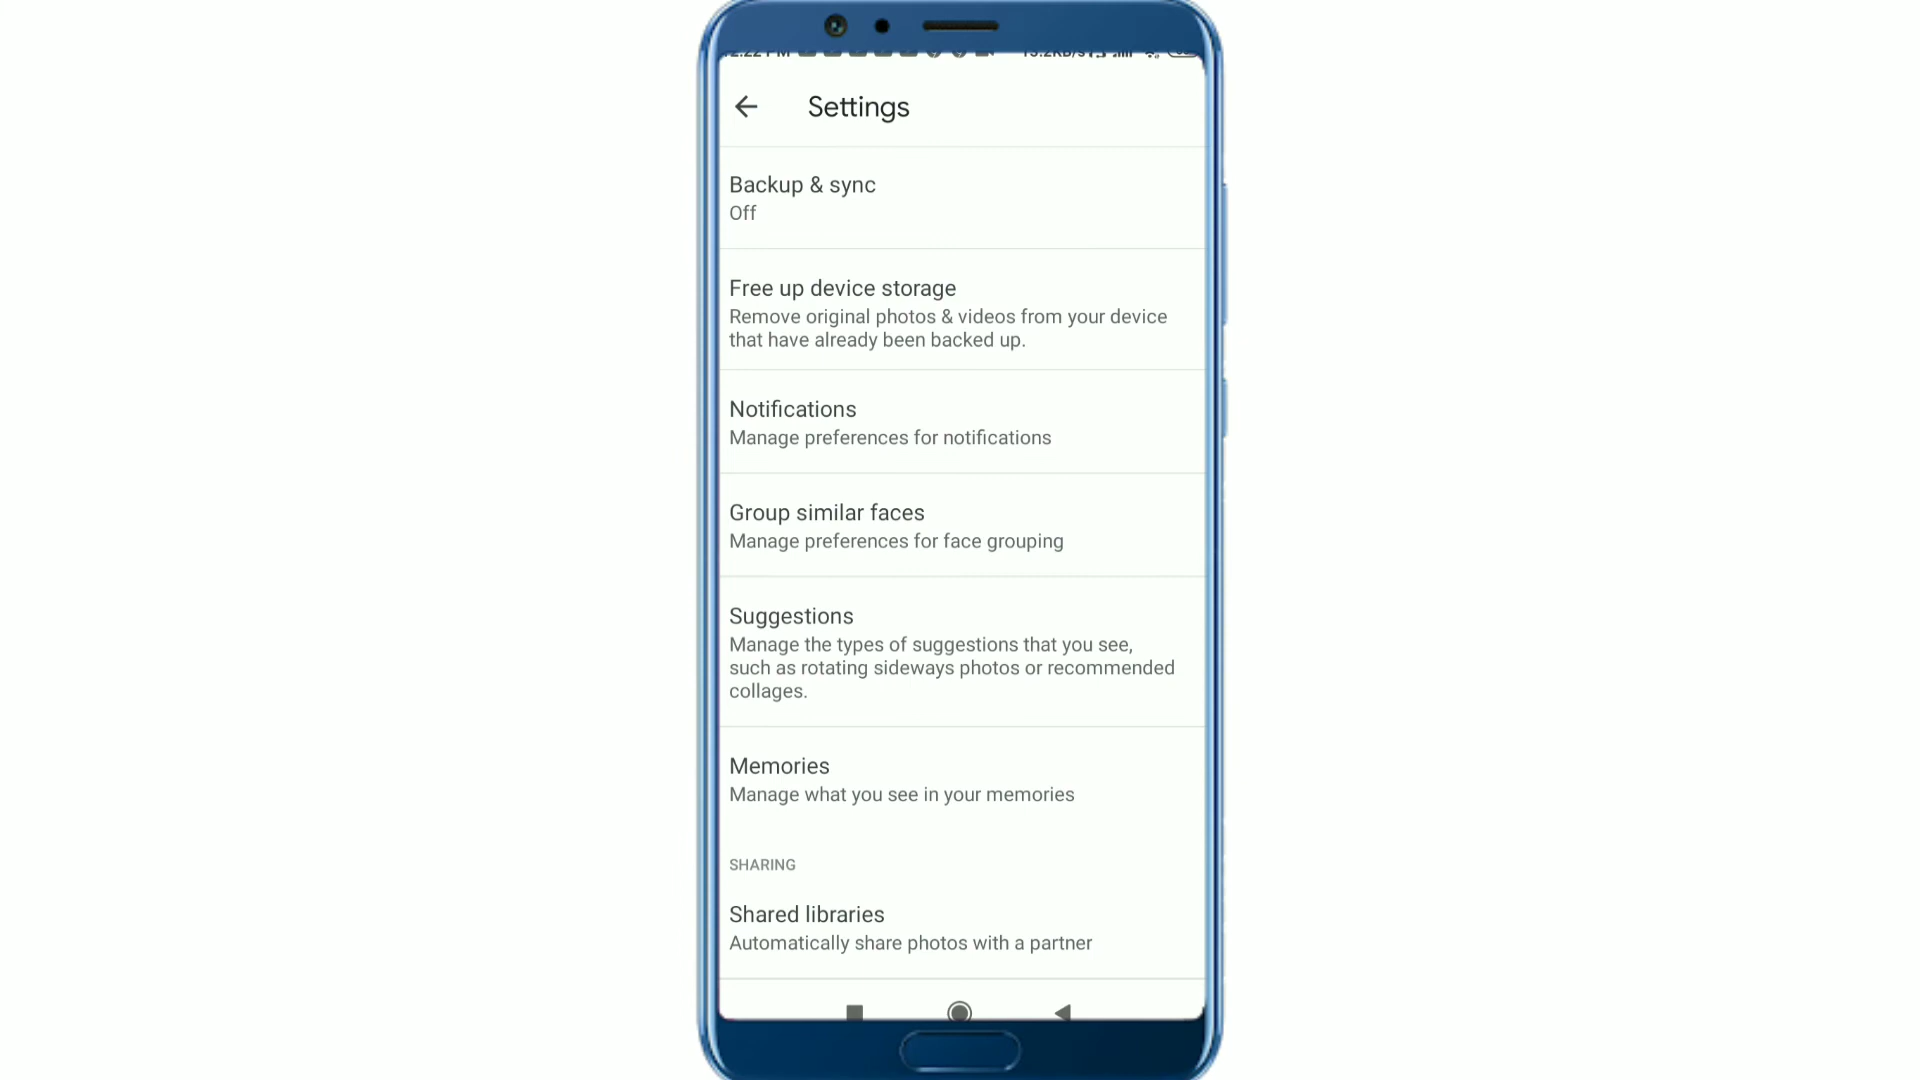 Settings
Backup & sync
Off
Free up device storage
Remove original photos & videos from your device
that have already been backed up.
Notifications
Manage preferences for notifications
Group similar faces
Manage preferences for face grouping
Suggestions
Manage the types of suggestions that you see,
such as rotating sideways photos or recommended
collages.
Memories
Manage what you see in your memories
SHARING
Shared libraries
Automatically share photos with a partner